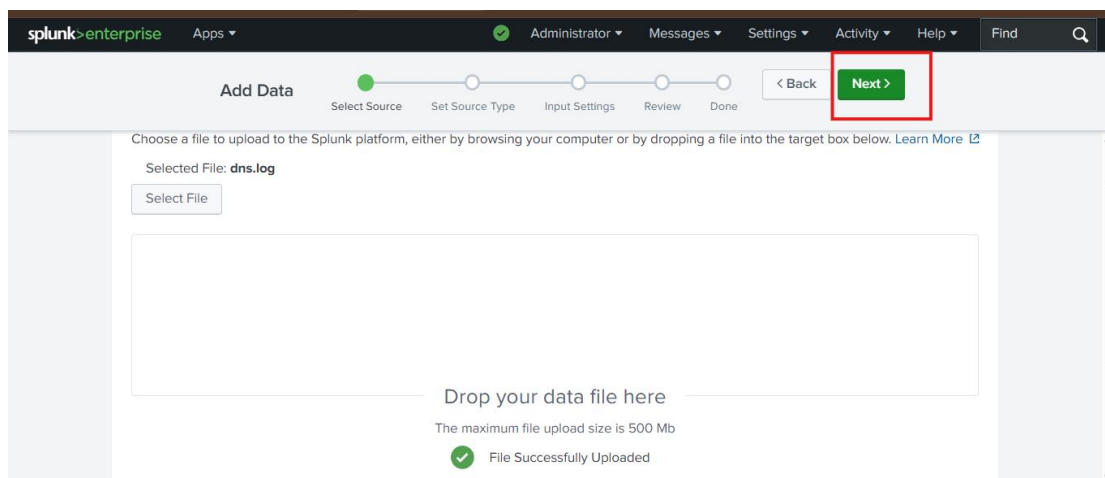 splunk>enterprise Apps Administrator Messages Settings Activity Help Find
Add Data
Select Source Set Source Type Input Settings Review Done
< Back Next >
Choose a file to upload to the Splunk platform, either by browsing your computer or by dropping a file into the target box below. Learn More
Selected File: dns.log
Select File
Drop your data file here
The maximum file upload size is 500 Mb
File Successfully Uploaded